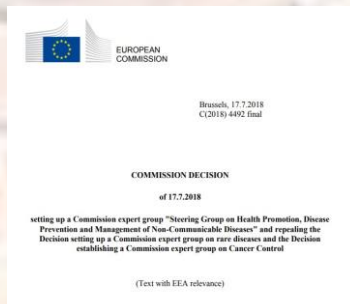 EUROPEAN
COMMISSION
Brussels, 17.7.2018
C(2018) 4492 final
COMMISSION DECISION
of 17.7.2018
setting up a Commission expert group "Steering Group on Health Promotion, Disease
Prevention and Management of Non-Communicable Diseases" and repealing the
Decision setting up a Commission expert group on rare diseases and the Decision
establishing a Commission expert group on Cancer Control
(Text with EEA relevance)